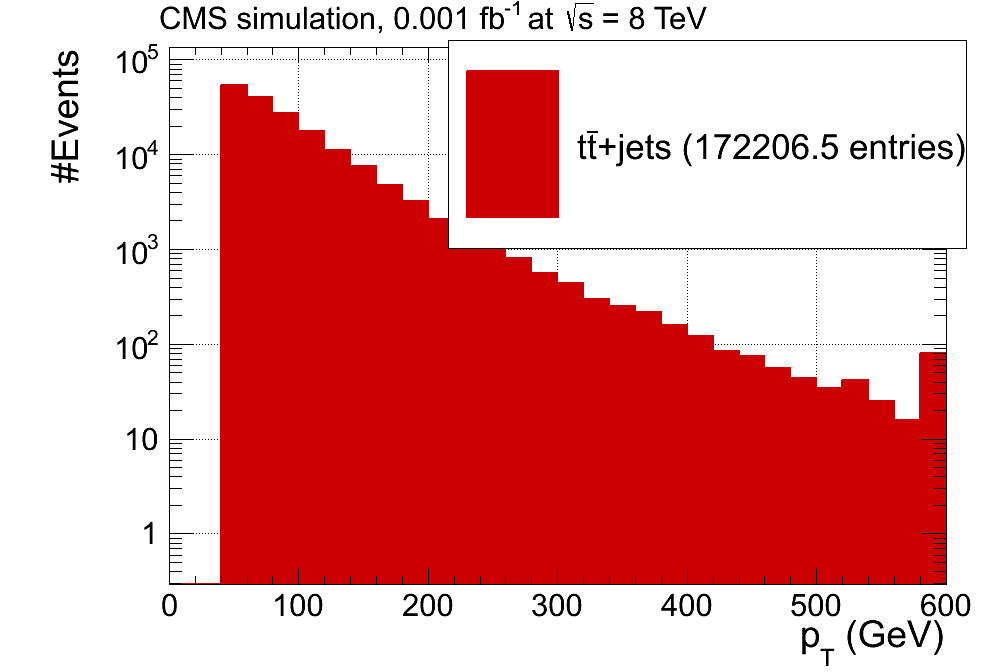 CMS simulation, 0.001 fb⁻¹ at √s = 8 TeV
#Events
10⁵
10⁴
10³
10²
10
1
tt̄+jets (172206.5 entries)
0 100 200 300 400 500 600
p_T (GeV)